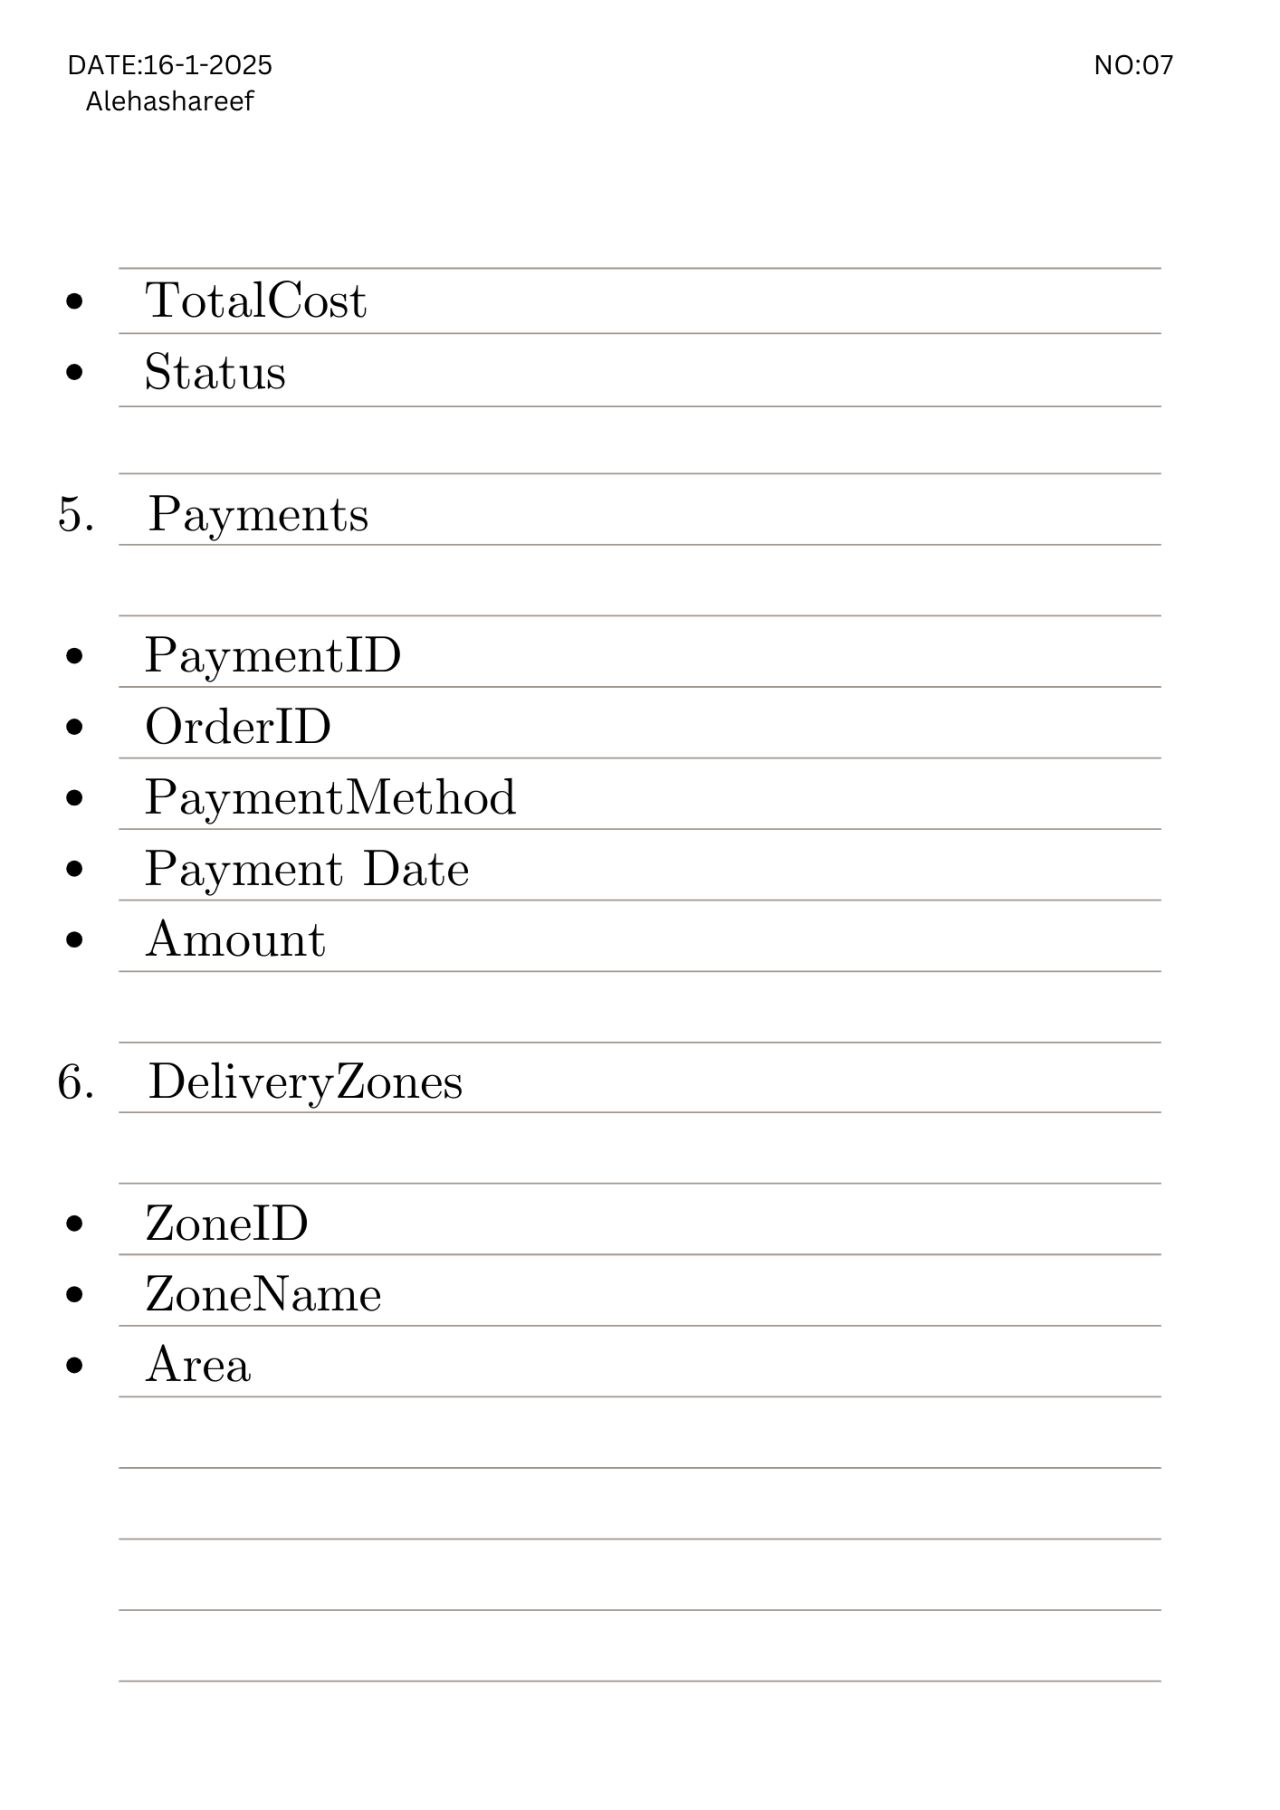 DATE:16-1-2025 NO:07
Alehashareef
• TotalCost
• Status
5. Payments
• PaymentID
• OrderID
• PaymentMethod
• Payment Date
• Amount
6. DeliveryZones
• ZoneID
• ZoneName
• Area